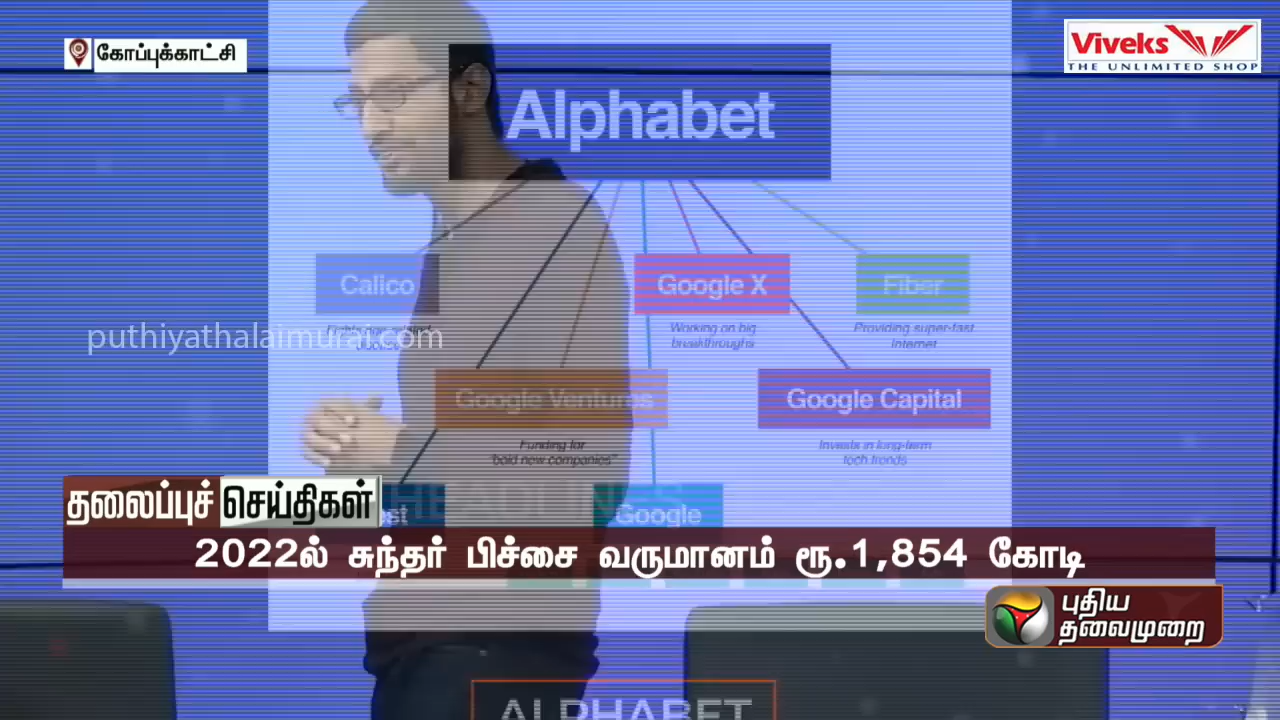 கோப்புக்காட்சி
Viveks
THE UNLIMITED SHOP
Alphabet
Calico
Google X
Fiber
Working on big
breakthroughs
Providing super-fast
Internet
puthiyathalaimurai.com
Google Ventures
Google Capital
Funding for
"bold new companies"
Invests in long-term
tech trends
தலைப்புச் செய்திகள்
HEADLINES
Google
2022ல் சுந்தர் பிச்சை வருமானம் ரூ.1,854 கோடி
புதிய
தலைமுறை
ALPHABET